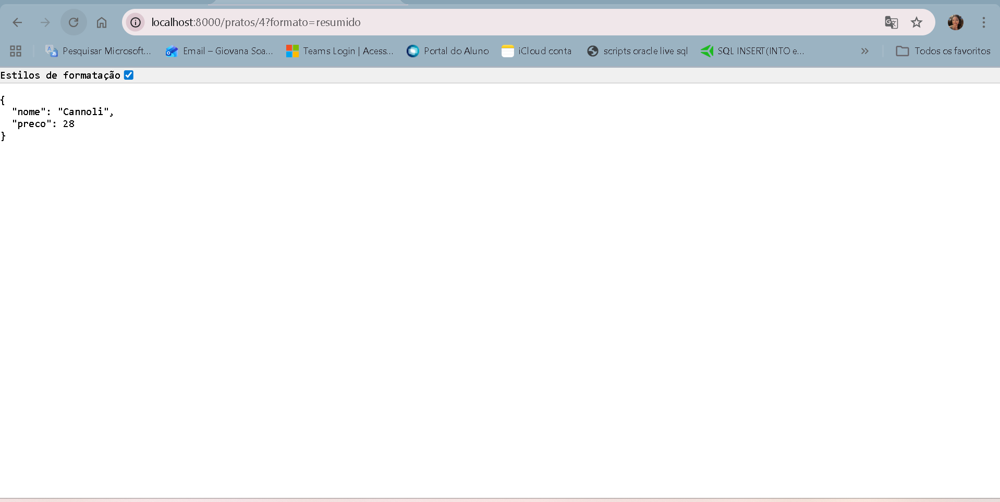 localhost:8000/pratos/4?formato=resumido
Pesquisar Microsoft...
Email – Giovana Soa...
Teams Login | Acess...
Portal do Aluno
iCloud conta
scripts oracle live sql
SQL INSERT(INTO e...
Todos os favoritos
Estilos de formatação
{
"nome": "Cannoli",
"preco": 28
}